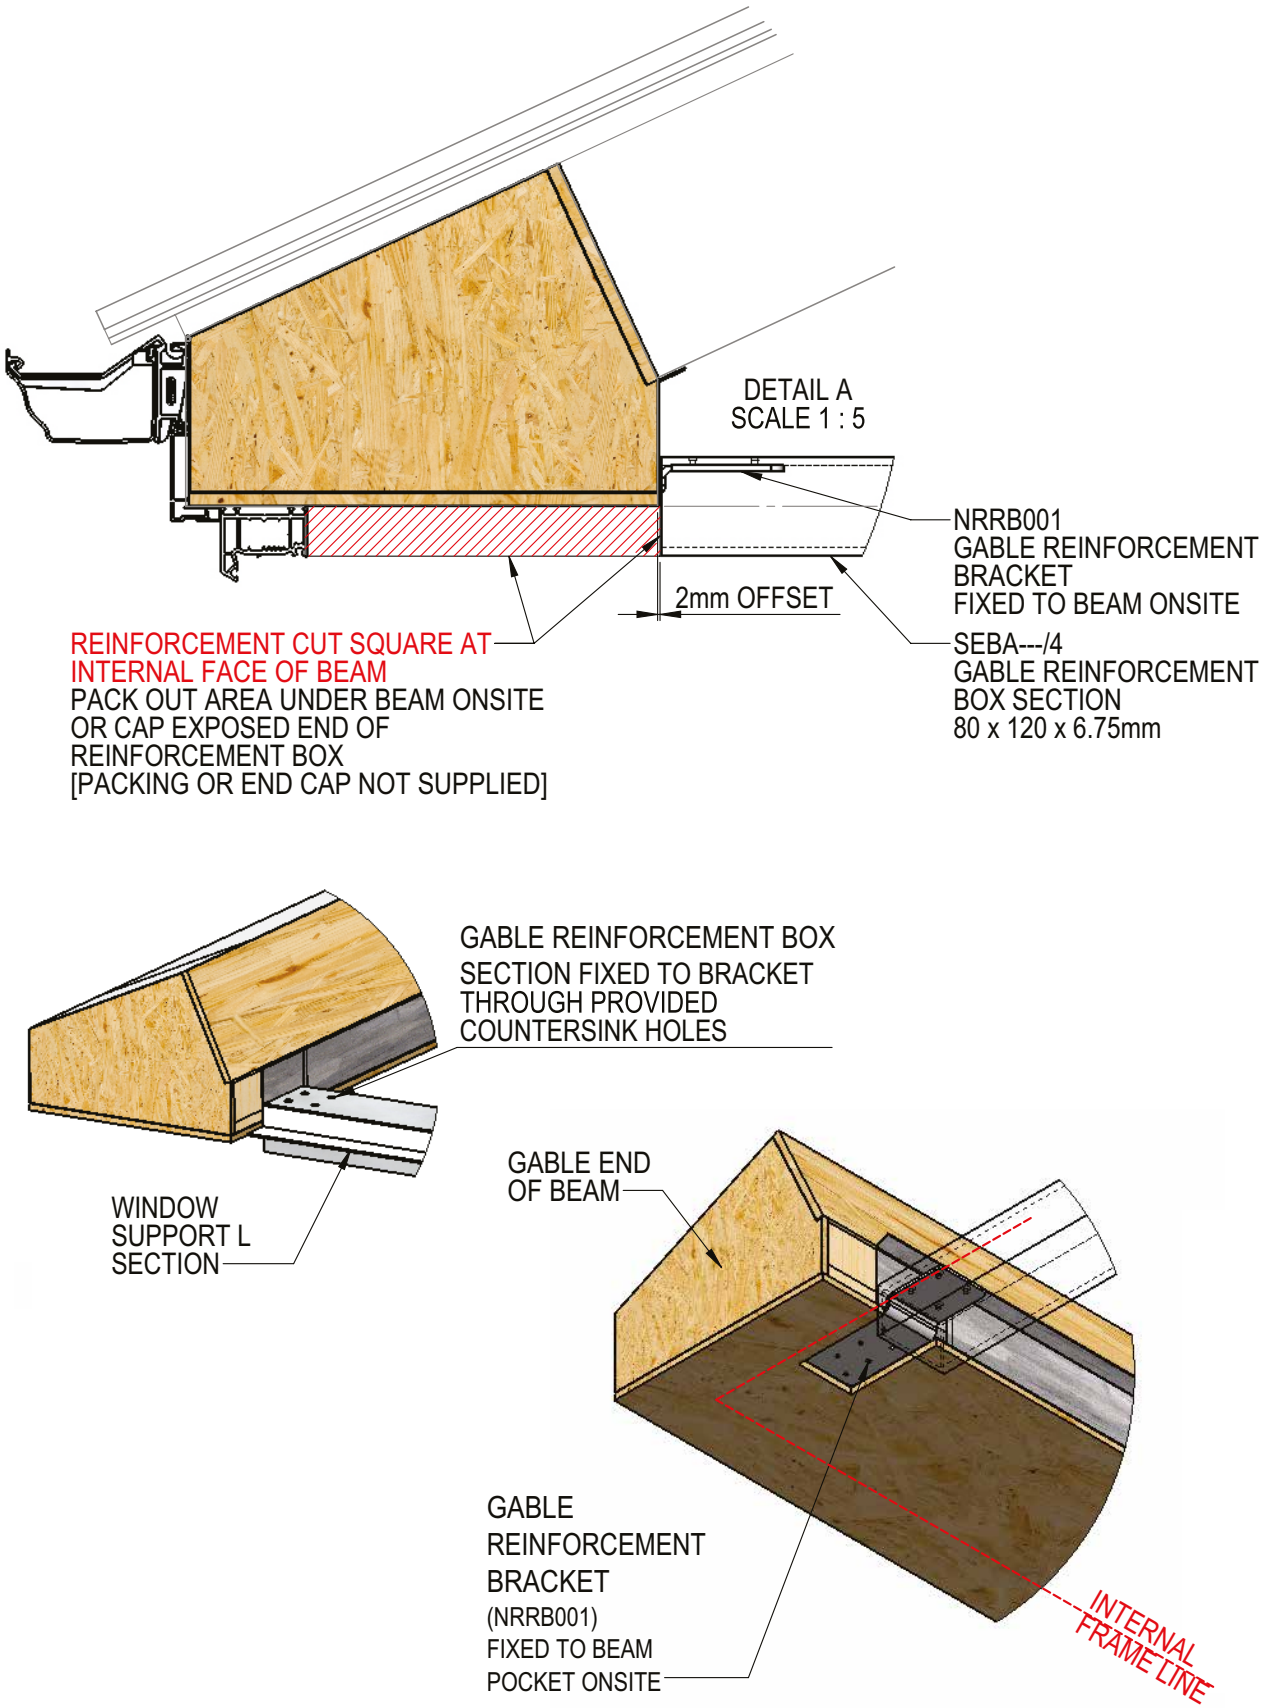 DETAIL A
SCALE 1 : 5
NRRB001
GABLE REINFORCEMENT
BRACKET
FIXED TO BEAM ONSITE
2mm OFFSET
SEBA---/4
GABLE REINFORCEMENT
BOX SECTION
80 x 120 x 6.75mm
REINFORCEMENT CUT SQUARE AT
INTERNAL FACE OF BEAM
PACK OUT AREA UNDER BEAM ONSITE
OR CAP EXPOSED END OF
REINFORCEMENT BOX
[PACKING OR END CAP NOT SUPPLIED]
GABLE REINFORCEMENT BOX
SECTION FIXED TO BRACKET
THROUGH PROVIDED
COUNTERSINK HOLES
WINDOW
SUPPORT L
SECTION
GABLE END
OF BEAM
GABLE
REINFORCEMENT
BRACKET
(NRRB001)
FIXED TO BEAM
POCKET ONSITE
INTERNAL
FRAME LINE